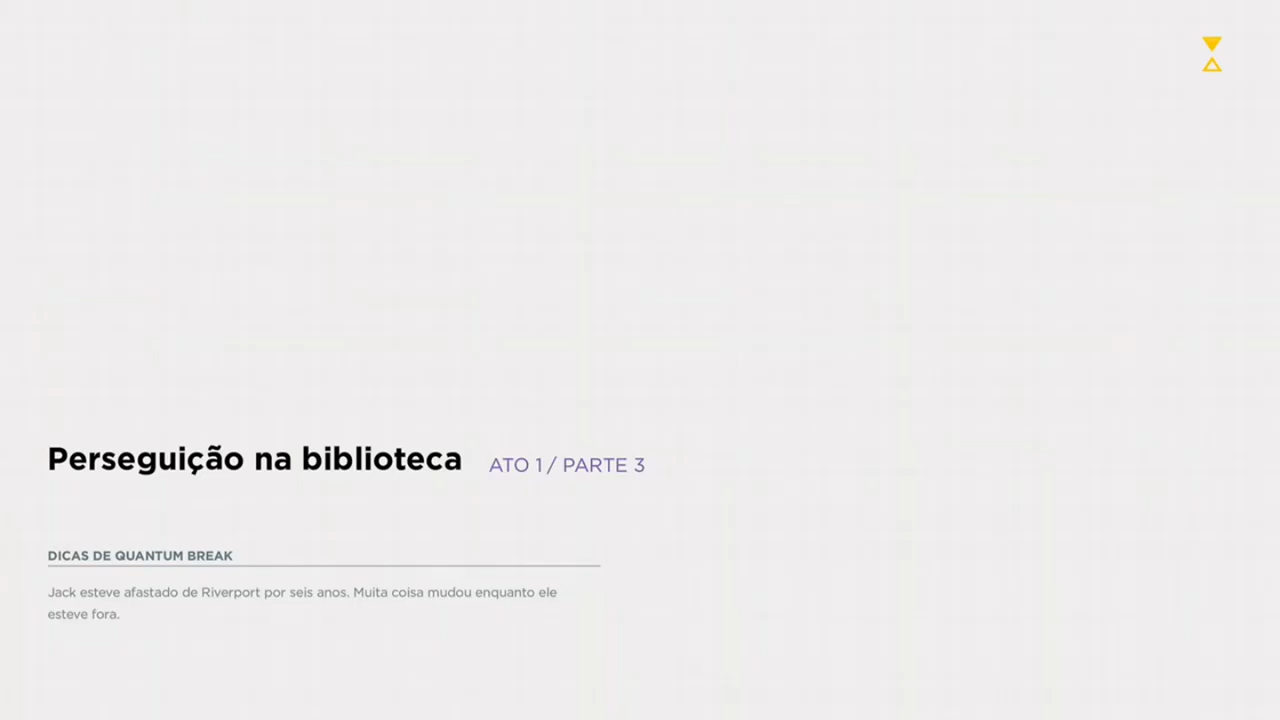 Perseguição na biblioteca ATO 1 / PARTE 3
DICAS DE QUANTUM BREAK
Jack esteve afastado de Riverport por seis anos. Muita coisa mudou enquanto ele
esteve fora.